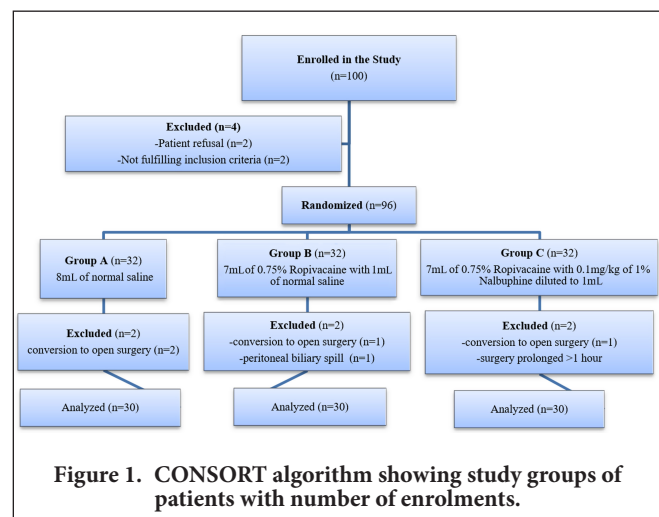 Enrolled in the Study
(n=100)
Excluded (n=4)
-Patient refusal (n=2)
-Not fulfilling inclusion criteria (n=2)
Randomized (n=96)
Group A (n=32)
8mL of normal saline
Group B (n=32)
7mL of 0.75% Ropivacaine with 1mL
of normal saline
Group C (n=32)
7mL of 0.75% Ropivacaine with 0.1mg/kg of 1%
Nalbuphine diluted to 1mL
Excluded (n=2)
conversion to open surgery (n=2)
Excluded (n=2)
-conversion to open surgery (n=1)
-peritoneal biliary spill (n=1)
Excluded (n=2)
-conversion to open surgery (n=1)
-surgery prolonged >1 hour
Analyzed (n=30)
Analyzed (n=30)
Analyzed (n=30)
Figure 1. CONSORT algorithm showing study groups of
patients with number of enrolments.